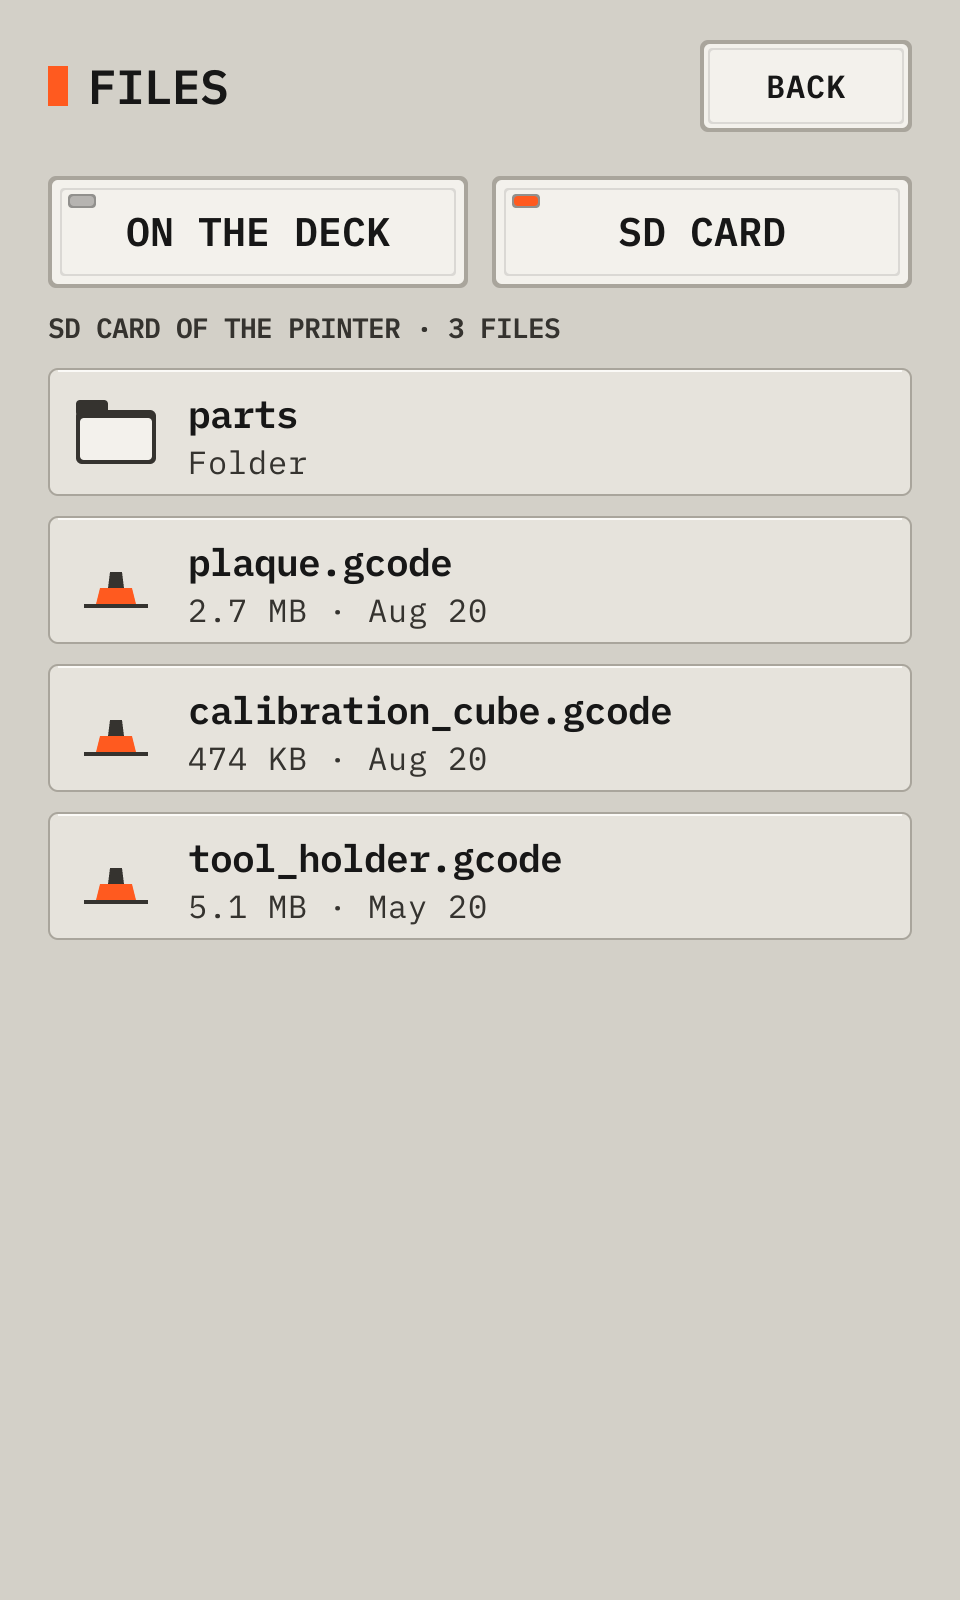 FILES
BACK
ON THE DECK
SD CARD
SD CARD OF THE PRINTER · 3 FILES
parts
Folder
plaque.gcode
2.7 MB · Aug 20
calibration_cube.gcode
474 KB · Aug 20
tool_holder.gcode
5.1 MB · May 20